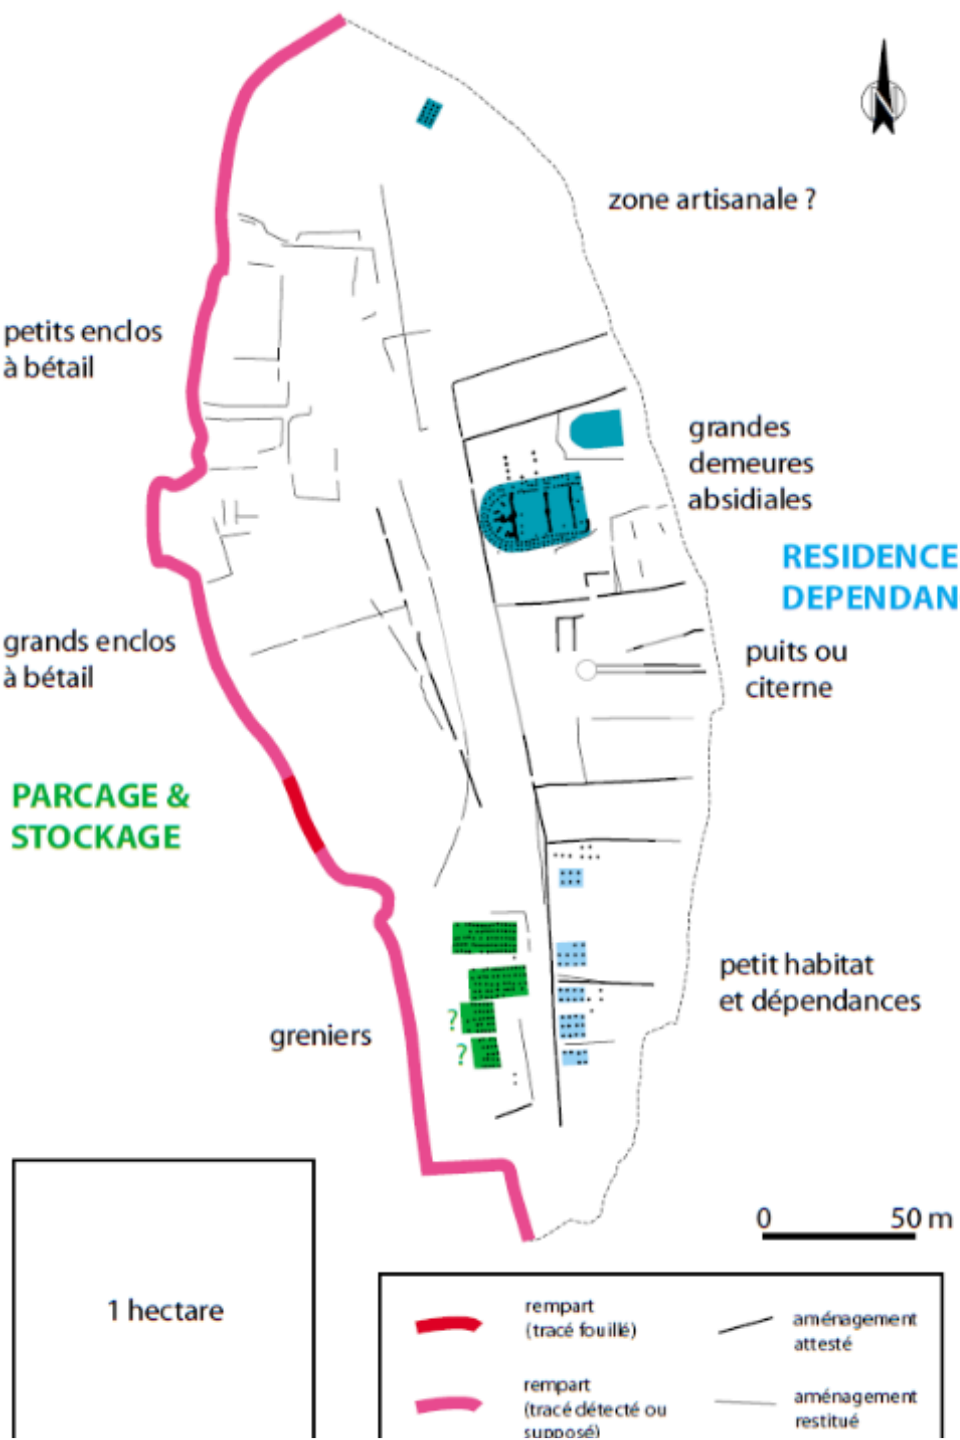 N
zone artisanale ?
petits enclos
à bétail
grandes
demeures
absidiales
RESIDENCE
DEPENDAN
grands enclos
à bétail
puits ou
citerne
PARCAGE &
STOCKAGE
petit habitat
et dépendances
?
greniers
?
0 50 m
1 hectare
rempart
(tracé fouillé)
aménagement
attesté
rempart
(tracé détecté ou
supposé)
aménagement
restitué